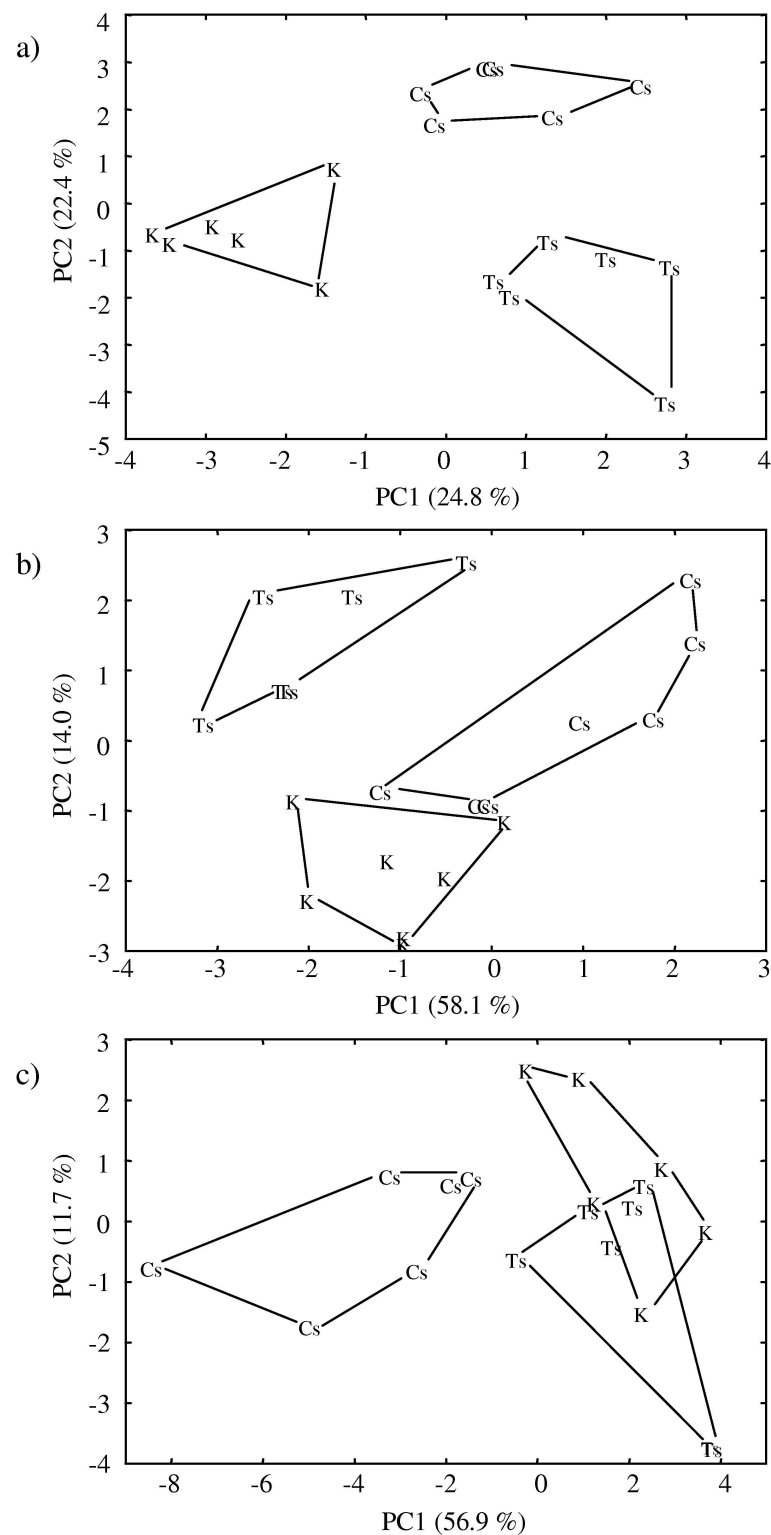 a)
4
3
2
1
0
-1
-2
-3
-4
-5
PC2 (22.4 %)
Cs Cs
Cs
Cs
Cs
Cs
K
K
K
K
K
K
Ts
Ts
Ts
Ts
Ts
Ts
-4 -3 -2 -1 0 1 2 3 4
PC1 (24.8 %)
b)
3
2
1
0
-1
-2
-3
PC2 (14.0 %)
Ts
Ts
Ts
Ts Ts
Ts
Cs
Cs
Cs
Cs
Cs
Cs Cs
K
K
K
K
K
K
K
-4 -3 -2 -1 0 1 2 3
PC1 (58.1 %)
c)
3
2
1
0
-1
-2
-3
-4
PC2 (11.7 %)
K
K
K
K
K
K
Ts
Ts
Ts
Ts
Ts
Ts
Cs
Cs
Cs
Cs
Cs
Cs
-8 -6 -4 -2 0 2 4
PC1 (56.9 %)